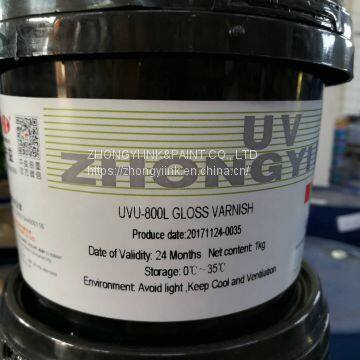 UV
ZHONGYI
ZHONGYIINK&PAINT CO., LTD
https://zhongyiink.en.china.cn/
UVU-800L GLOSS VARNISH
Produce date:20171124-0035
Date of Validity: 24 Months Net content: 1kg
Storage: 0℃~35℃
Environment: Avoid light ,Keep Cool and Ventilation